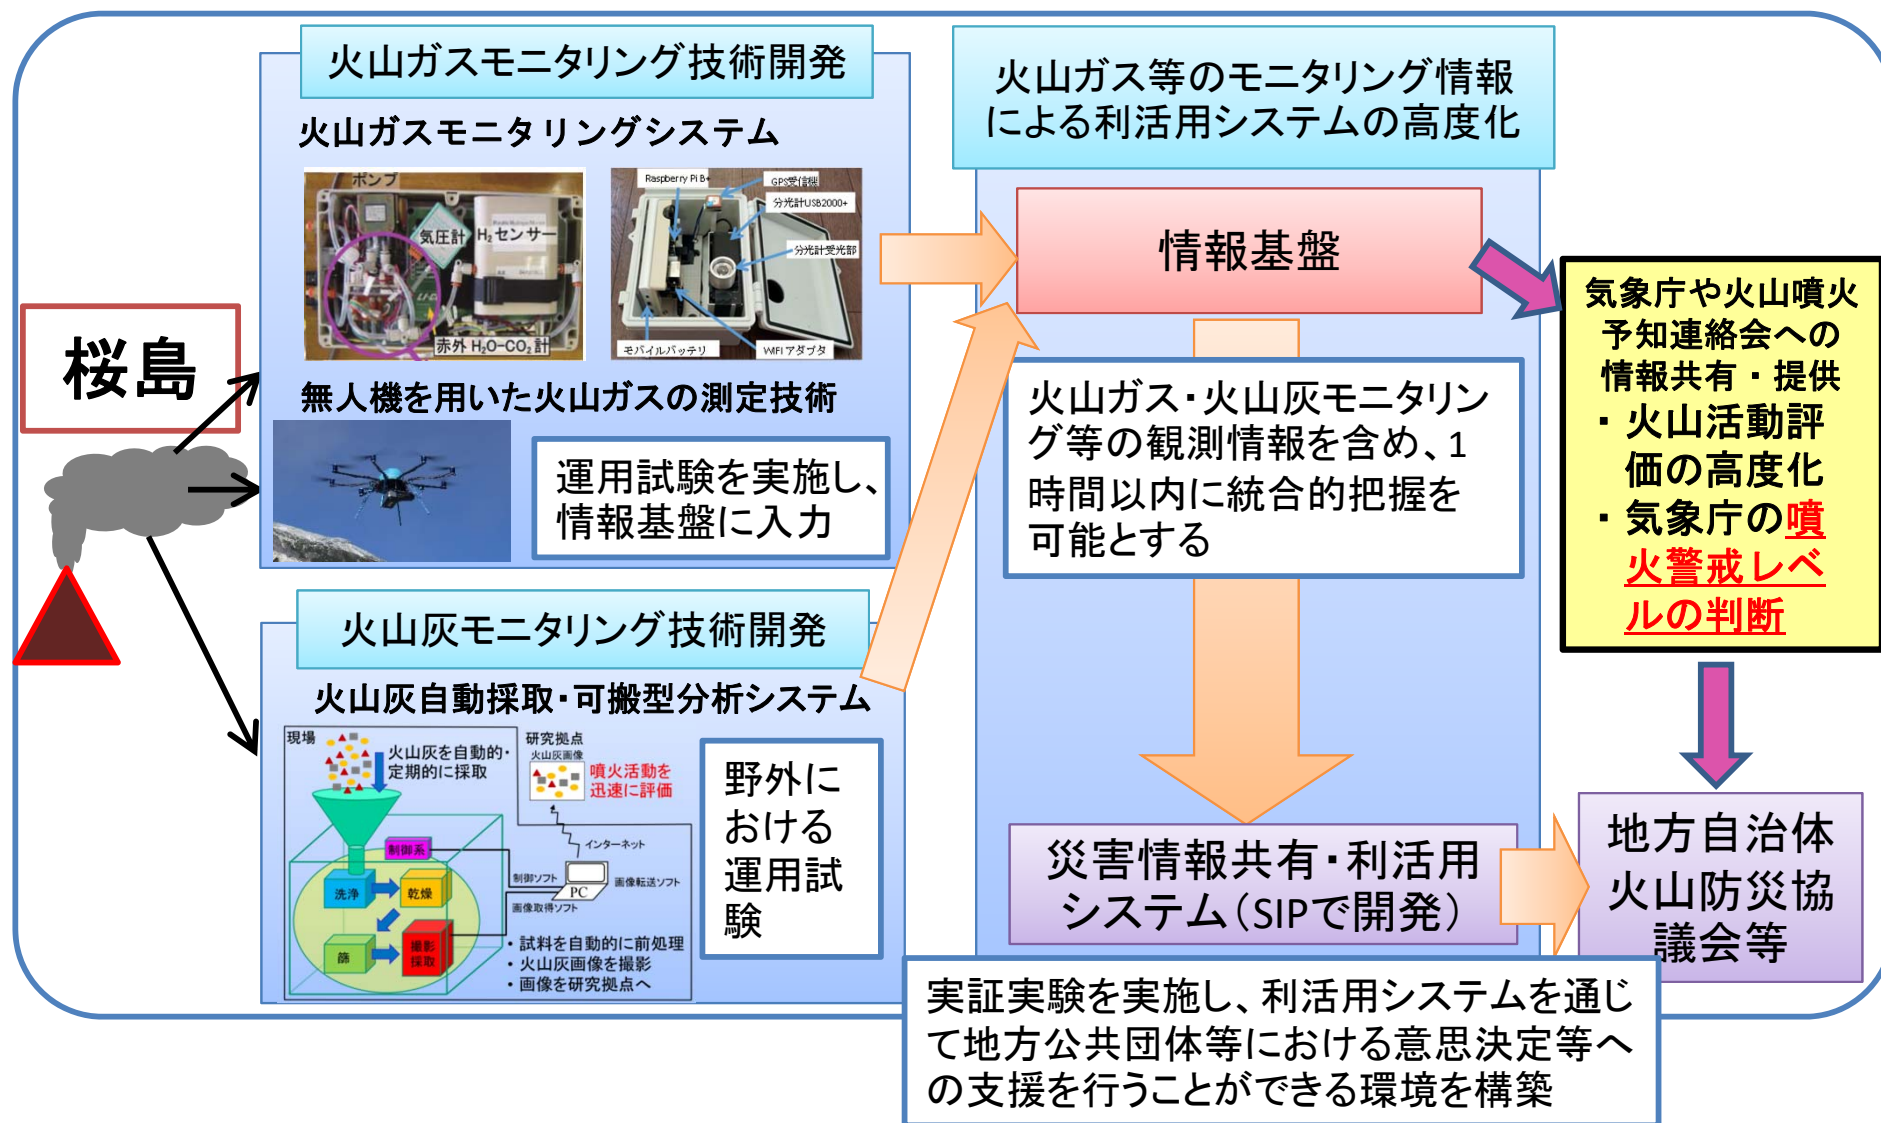 桜島
火山ガスモニタリング技術開発
火山ガスモニタリングシステム
ポンプ
気圧計
H₂センサー
赤外H₂O-CO₂計
Raspberry Pi B+
GPS受信機
分光計USB2000+
分光計受光部
モバイルバッテリ
WIFIアダプタ
無人機を用いた火山ガスの測定技術
運用試験を実施し、
情報基盤に入力
火山灰モニタリング技術開発
火山灰自動採取・可搬型分析システム
現場
火山灰を自動的・
定期的に採取
研究拠点
火山灰画像
噴火活動を
迅速に評価
インターネット
制御系
制御ソフト
PC
画像転送ソフト
画像取得ソフト
洗浄
乾燥
篩
撮影
採取
・試料を自動的に前処理
・火山灰画像を撮影
・画像を研究拠点へ
野外に
おける
運用試
験
火山ガス等のモニタリング情報
による利活用システムの高度化
情報基盤
火山ガス・火山灰モニタリン
グ等の観測情報を含め、1
時間以内に統合的把握を
可能とする
災害情報共有・利活用
システム（SIPで開発）
実証実験を実施し、利活用システムを通じ
て地方公共団体等における意思決定等へ
の支援を行うことができる環境を構築
気象庁や火山噴火
予知連絡会への
情報共有・提供
・火山活動評
価の高度化
・気象庁の噴
火警戒レベ
ルの判断
地方自治体
火山防災協
議会等